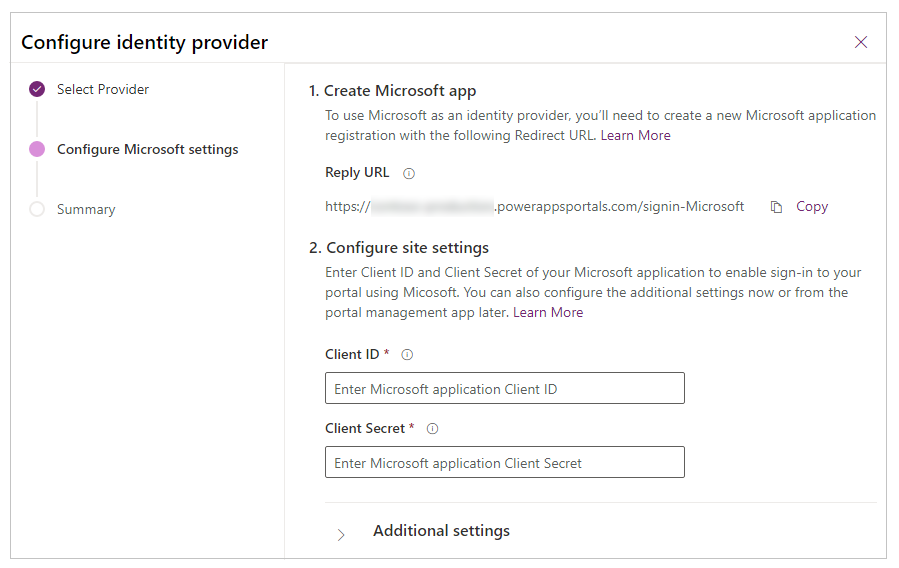 Configure identity provider
Select Provider
Configure Microsoft settings
Summary
1. Create Microsoft app
To use Microsoft as an identity provider, you'll need to create a new Microsoft application
registration with the following Redirect URL. Learn More
Reply URL
https:// .powerappsportals.com/signin-Microsoft Copy
2. Configure site settings
Enter Client ID and Client Secret of your Microsoft application to enable sign-in to your
portal using Micosoft. You can also configure the additional settings now or from the
portal management app later. Learn More
Client ID *
Enter Microsoft application Client ID
Client Secret *
Enter Microsoft application Client Secret
Additional settings